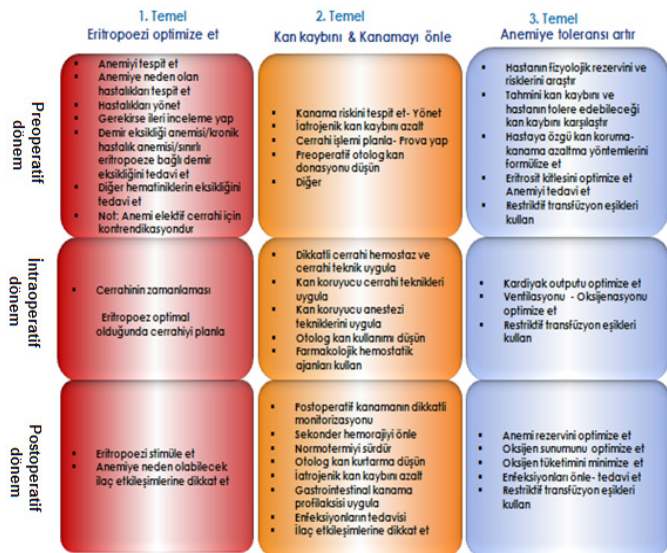 1. Temel
Eritropoezi optimize et
2. Temel
Kan kaybını & Kanamayı önle
3. Temel
Anemiye toleransı artır
Preoperatif
dönem
▪ Anemiyi tespit et
▪ Anemiye neden olan
hastalıkları tespit et
▪ Hastalıkları yönet
▪ Gerekirse ileri inceleme yap
▪ Demir eksikliği anemisi/kronik
hastalık anemisi/sınırlı
eritropoeze bağlı demir
eksikliğini tedavi et
▪ Diğer hematiniklerin eksikliğini
tedavi et
▪ Not: Anemi elektif cerrahi için
kontrendikasyondur
▪ Kanama riskini tespit et- Yönet
▪ İatrojenik kan kaybını azalt
▪ Cerrahi işlemi planla- Prova yap
▪ Preoperatif otolog kan
donasyonu düşün
▪ Diğer
▪ Hastanın fizyolojik rezervini ve
risklerini araştır
▪ Tahmini kan kaybını ve
hastanın tolere edebileceği
kan kaybını karşılaştır
▪ Hastaya özgü kan koruma-
kanama azaltma yöntemlerini
formülize et
▪ Eritrosit kitlesini optimize et
Anemiyi tedavi et
▪ Restriktif transfüzyon eşikleri
kullan
İntraoperatif
dönem
▪ Cerrahinin zamanlaması
Eritropoez optimal
olduğunda cerrahiyi planla
▪ Dikkatli cerrahi hemostaz ve
cerrahi teknik uygula
▪ Kan koruyucu cerrahi teknikleri
uygula
▪ Kan koruyucu anestezi
tekniklerini uygula
▪ Otolog kan kullanımı düşün
▪ Farmakolojik hemostatik
ajanları kullan
▪ Kardiyak outputu optimize et
▪ Ventilasyonu - Oksijenasyonu
optimize et
▪ Restriktif transfüzyon eşikleri
kullan
Postoperatif
dönem
▪ Eritropoezi stimüle et
▪ Anemiye neden olabilecek
ilaç etkileşimlerine dikkat et
▪ Postoperatif kanamanın dikkatli
monitorizasyonu
▪ Sekonder hemorajiyi önle
▪ Normotermiyi sürdür
▪ Otolog kan kurtarma düşün
▪ İatrojenik kan kaybını azalt
▪ Gastrointestinal kanama
profilaksisi uygula
▪ Enfeksiyonların tedavisi
▪ İlaç etkileşimlerine dikkat et
▪ Anemi rezervini optimize et
▪ Oksijen sunumunu optimize et
▪ Oksijen tüketimini minimize et
▪ Enfeksiyonları önle- tedavi et
▪ Restriktif transfüzyon eşikleri
kullan